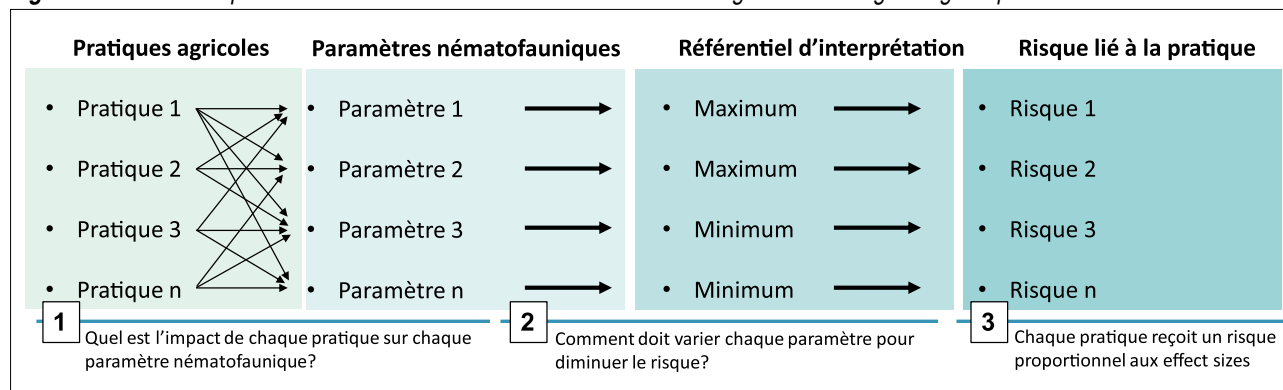 Pratiques agricoles
Paramètres nématofauniques
Référentiel d'interprétation
Risque lié à la pratique
• Pratique 1
• Paramètre 1
• Maximum
• Risque 1
• Pratique 2
• Paramètre 2
• Maximum
• Risque 2
• Pratique 3
• Paramètre 3
• Minimum
• Risque 3
• Pratique n
• Paramètre n
• Minimum
• Risque n
1
Quel est l'impact de chaque pratique sur chaque
paramètre nématofaunique?
2
Comment doit varier chaque paramètre pour
diminuer le risque?
3
Chaque pratique reçoit un risque
proportionnel aux effect sizes